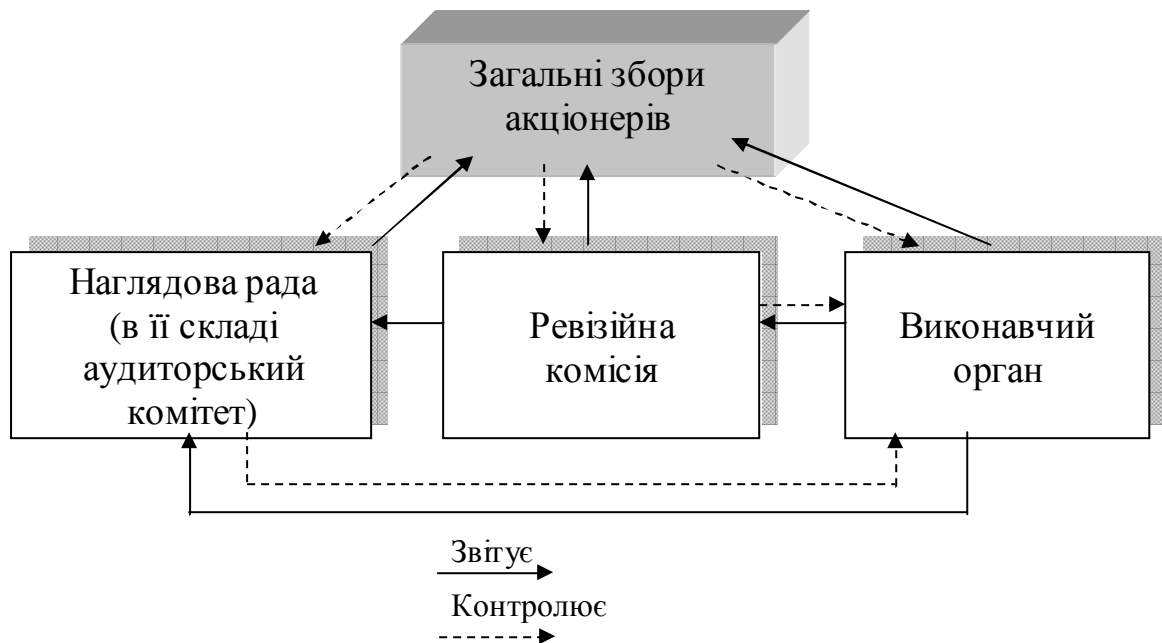 Загальні збори
акціонерів
Наглядова рада
(в її складі
аудиторський
комітет)
Ревізійна
комісія
Виконавчий
орган
Звітує
Контролює